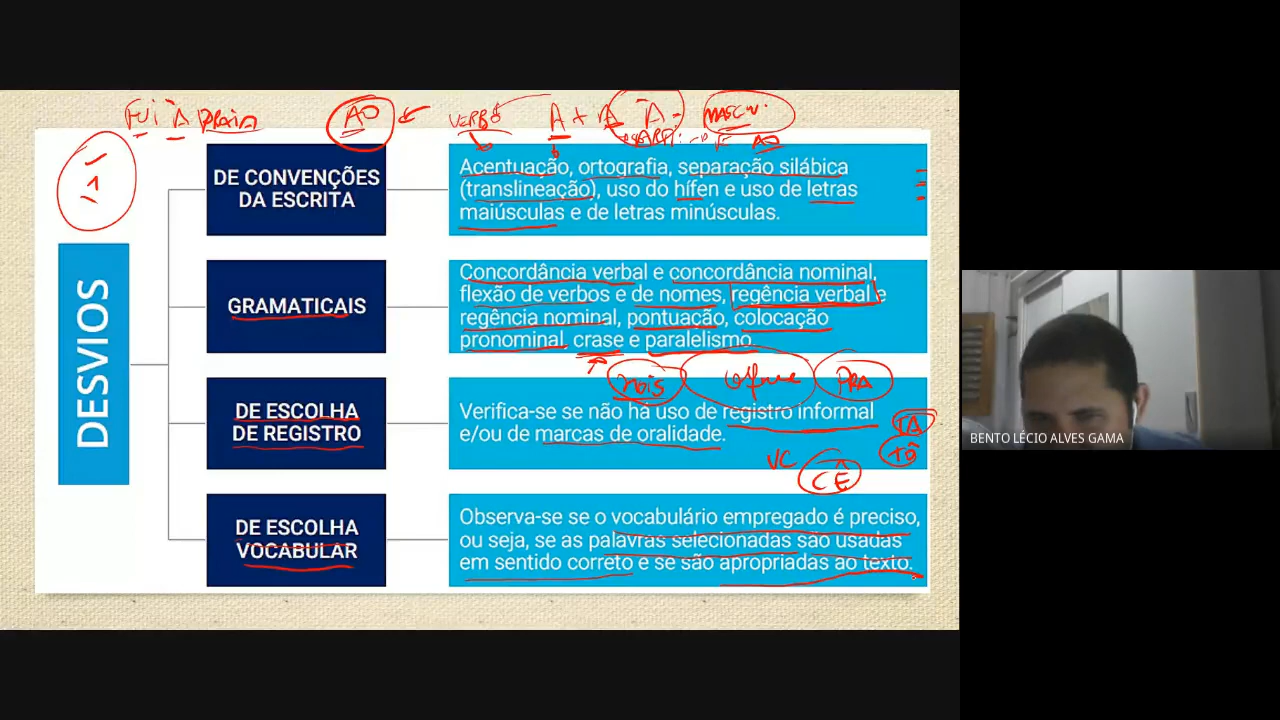 FUI À PRAIA
AO
VERBO
A + A
À -
MASCU.
AO
DESVIOS
DE CONVENÇÕES
DA ESCRITA
Acentuação, ortografia, separação silábica
(translineação), uso do hífen e uso de letras
maiúsculas e de letras minúsculas.
GRAMATICAIS
Concordância verbal e concordância nominal,
flexão de verbos e de nomes, regência verbal e
regência nominal, pontuação, colocação
pronominal, crase e paralelismo.
PRA
DE ESCOLHA
DE REGISTRO
Verifica-se se não há uso de registro informal
e/ou de marcas de oralidade.
TA
TÔ
VC
CÊ
DE ESCOLHA
VOCABULAR
Observa-se se o vocabulário empregado é preciso,
ou seja, se as palavras selecionadas são usadas
em sentido correto e se são apropriadas ao texto.
BENTO LÉCIO ALVES GAMA